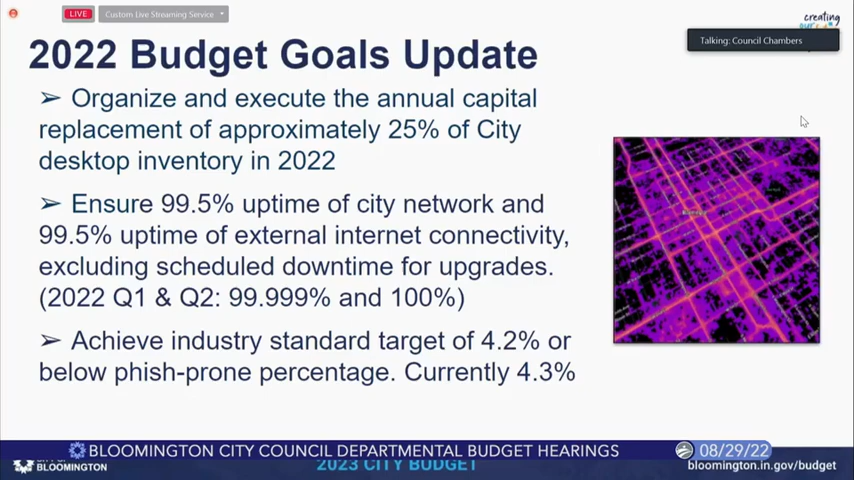 LIVE
Custom Live Streaming Service
creating
Talking: Council Chambers
2022 Budget Goals Update
➢ Organize and execute the annual capital
replacement of approximately 25% of City
desktop inventory in 2022
➢ Ensure 99.5% uptime of city network and
99.5% uptime of external internet connectivity,
excluding scheduled downtime for upgrades.
(2022 Q1 & Q2: 99.999% and 100%)
➢ Achieve industry standard target of 4.2% or
below phish-prone percentage. Currently 4.3%
BLOOMINGTON CITY COUNCIL DEPARTMENTAL BUDGET HEARINGS
08/29/22
BLOOMINGTON
2023 CITY BUDGET
bloomington.in.gov/budget